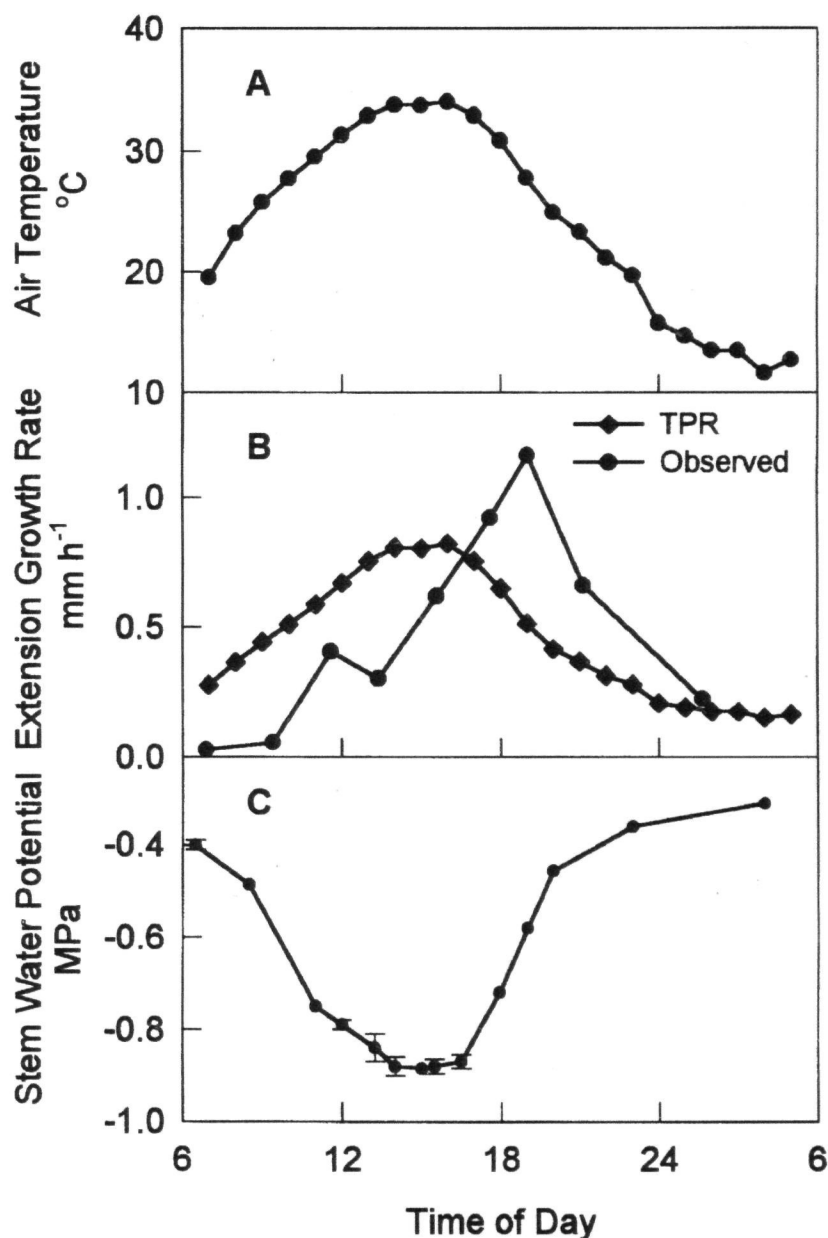 40
30
20
10
Air Temperature
°C
A
1.0
0.5
0.0
Extension Growth Rate
mm h⁻¹
B
TPR
Observed
-0.4
-0.6
-0.8
-1.0
Stem Water Potential
MPa
C
6 12 18 24 6
Time of Day